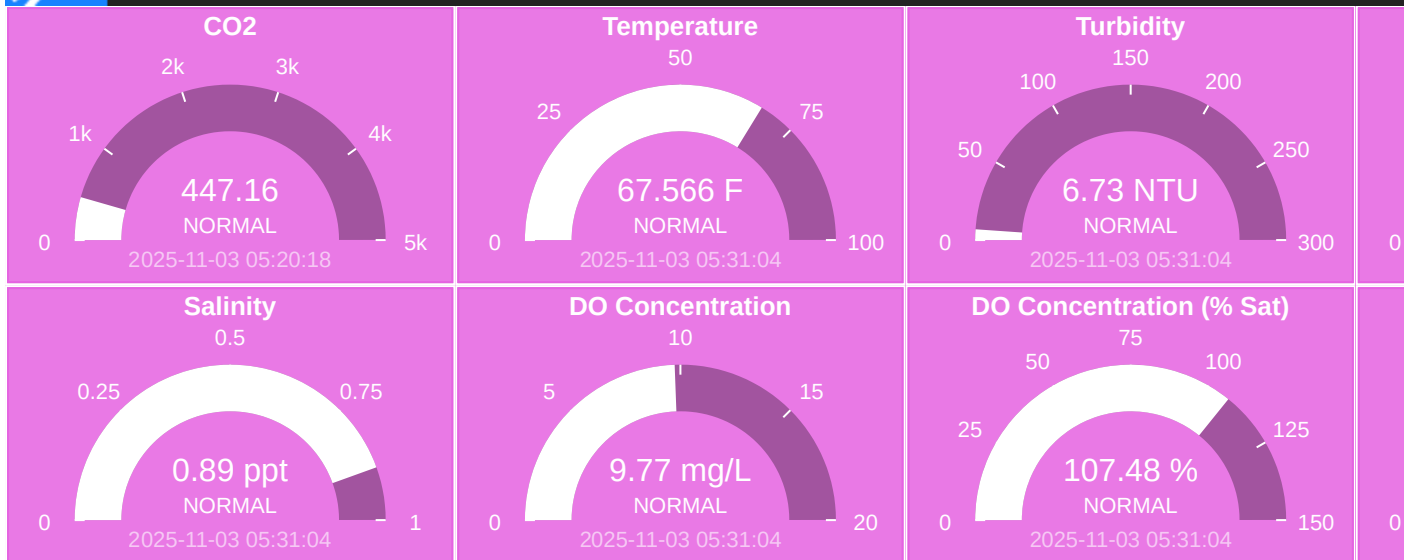 CO2
2k 3k
1k 4k
447.16
NORMAL
0 5k
2025-11-03 05:20:18
Temperature
50
25 75
67.566 F
NORMAL
0 100
2025-11-03 05:31:04
Turbidity
150
100 200
50 250
6.73 NTU
NORMAL
0 300
2025-11-03 05:31:04
0
Salinity
0.5
0.25 0.75
0.89 ppt
NORMAL
0 1
2025-11-03 05:31:04
DO Concentration
10
5 15
9.77 mg/L
NORMAL
0 20
2025-11-03 05:31:04
DO Concentration (% Sat)
75
50 100
25 125
107.48 %
NORMAL
0 150
2025-11-03 05:31:04
0